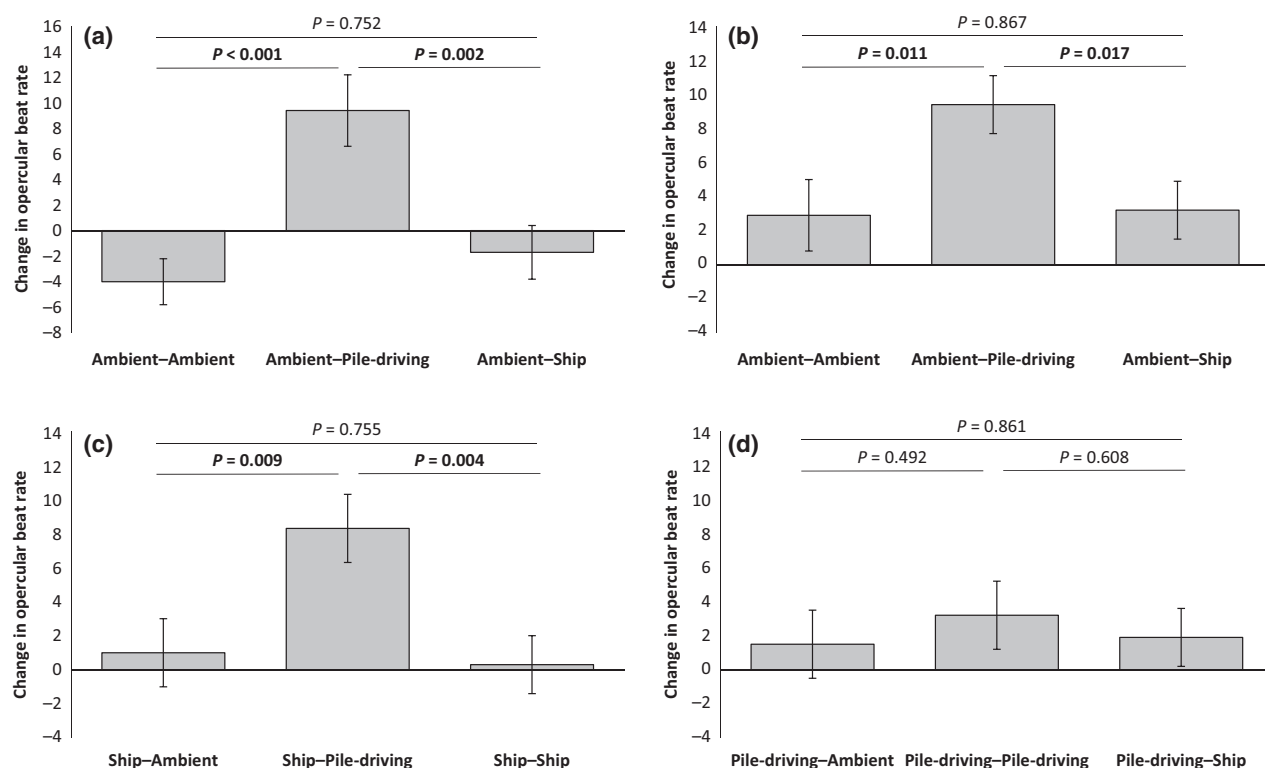 (a)
P = 0.752
P < 0.001 P = 0.002
Change in opercular beat rate
16
14
12
10
8
6
4
2
0
–2
–4
–6
–8
Ambient–Ambient Ambient–Pile-driving Ambient–Ship
(b)
P = 0.867
P = 0.011 P = 0.017
Change in opercular beat rate
14
12
10
8
6
4
2
0
–2
–4
Ambient–Ambient Ambient–Pile-driving Ambient–Ship
(c)
P = 0.755
P = 0.009 P = 0.004
Change in opercular beat rate
14
12
10
8
6
4
2
0
–2
–4
Ship–Ambient Ship–Pile-driving Ship–Ship
(d)
P = 0.861
P = 0.492 P = 0.608
Change in opercular beat rate
14
12
10
8
6
4
2
0
–2
–4
Pile-driving–Ambient Pile-driving–Pile-driving Pile-driving–Ship